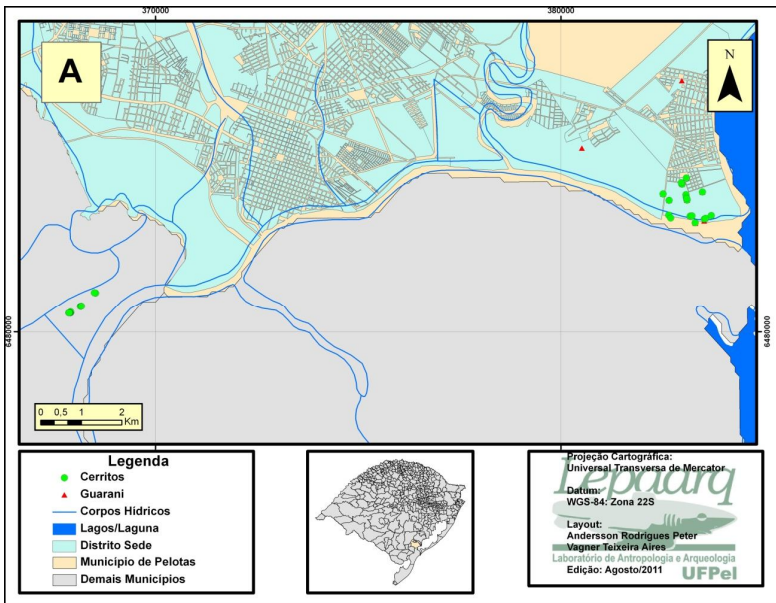 370000 380000
A
N
6480000 6480000
0 0,5 1 2
Km
Legenda
Cerritos
Guarani
Corpos Hídricos
Lagos/Laguna
Distrito Sede
Municipio de Pelotas
Demais Municipios
Lepaarq
Projeção Cartográfica:
Universal Transversa de Mercator
Datum:
WGS-84: Zona 22S
Layout:
Andersson Rodrigues Peter
Vagner Teixeira Aires
Laboratório de Antropologia e Arqueologia
Edição: Agosto/2011
UFPel